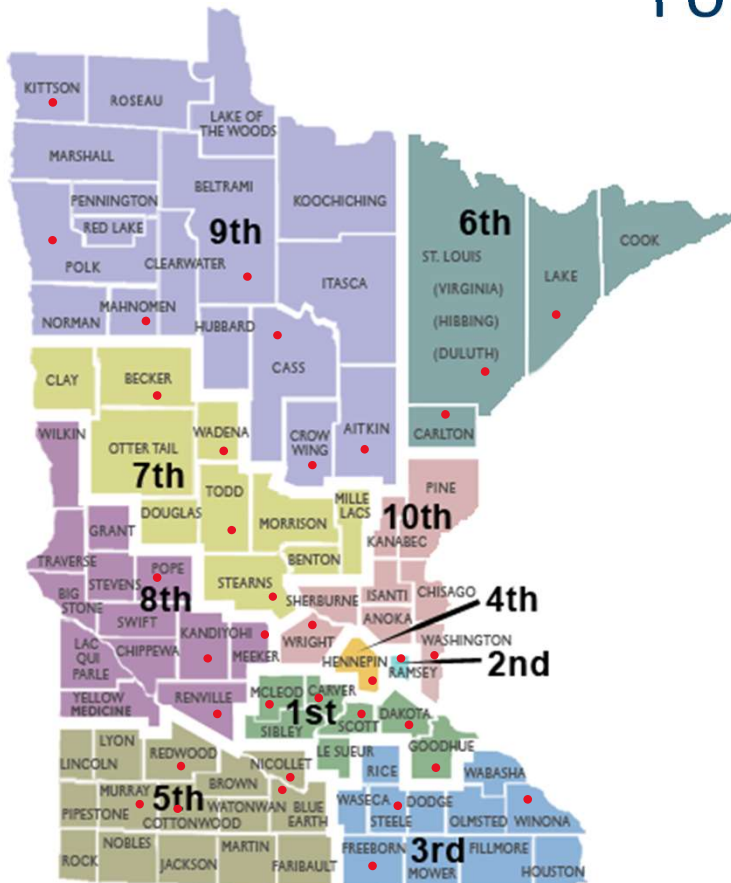 KITTSON
ROSEAU
LAKE OF
THE WOODS
MARSHALL
BELTRAMI
KOOCHICHING
PENNINGTON
RED LAKE
9th
6th
COOK
POLK
CLEARWATER
ST. LOUIS
ITASCA
LAKE
(VIRGINIA)
MAHNOMEN
NORMAN
HUBBARD
(HIBBING)
(DULUTH)
CASS
CLAY
BECKER
WILKIN
WADENA
CROW
WING
AITKIN
CARLTON
OTTER TAIL
7th
TODD
PINE
DOUGLAS
MORRISON
MILLE
LACS
10th
GRANT
KANABEC
TRAVERSE
BENTON
STEVENS
POPE
STEARNS
BIG
STONE
8th
SHERBURNE
ISANTI
CHISAGO
4th
SWIFT
ANOKA
KANDIYOHI
WRIGHT
WASHINGTON
LAC
QUI
PARLE
CHIPPEWA
MEEKER
HENNEPIN
RAMSEY
2nd
YELLOW
MEDICINE
RENVILLE
MCLEOD
CARVER
1st
SCOTT
DAKOTA
SIBLEY
LYON
LE SUEUR
GOODHUE
LINCOLN
REDWOOD
NICOLLET
RICE
WABASHA
BROWN
MURRAY
5th
PIPESTONE
COTTONWOOD
WATONWAN
BLUE
EARTH
WASECA
DODGE
STEELE
OLMSTED
WINONA
NOBLES
ROCK
JACKSON
MARTIN
FARIBAULT
FREEBORN
3rd
MOWER
FILLMORE
HOUSTON